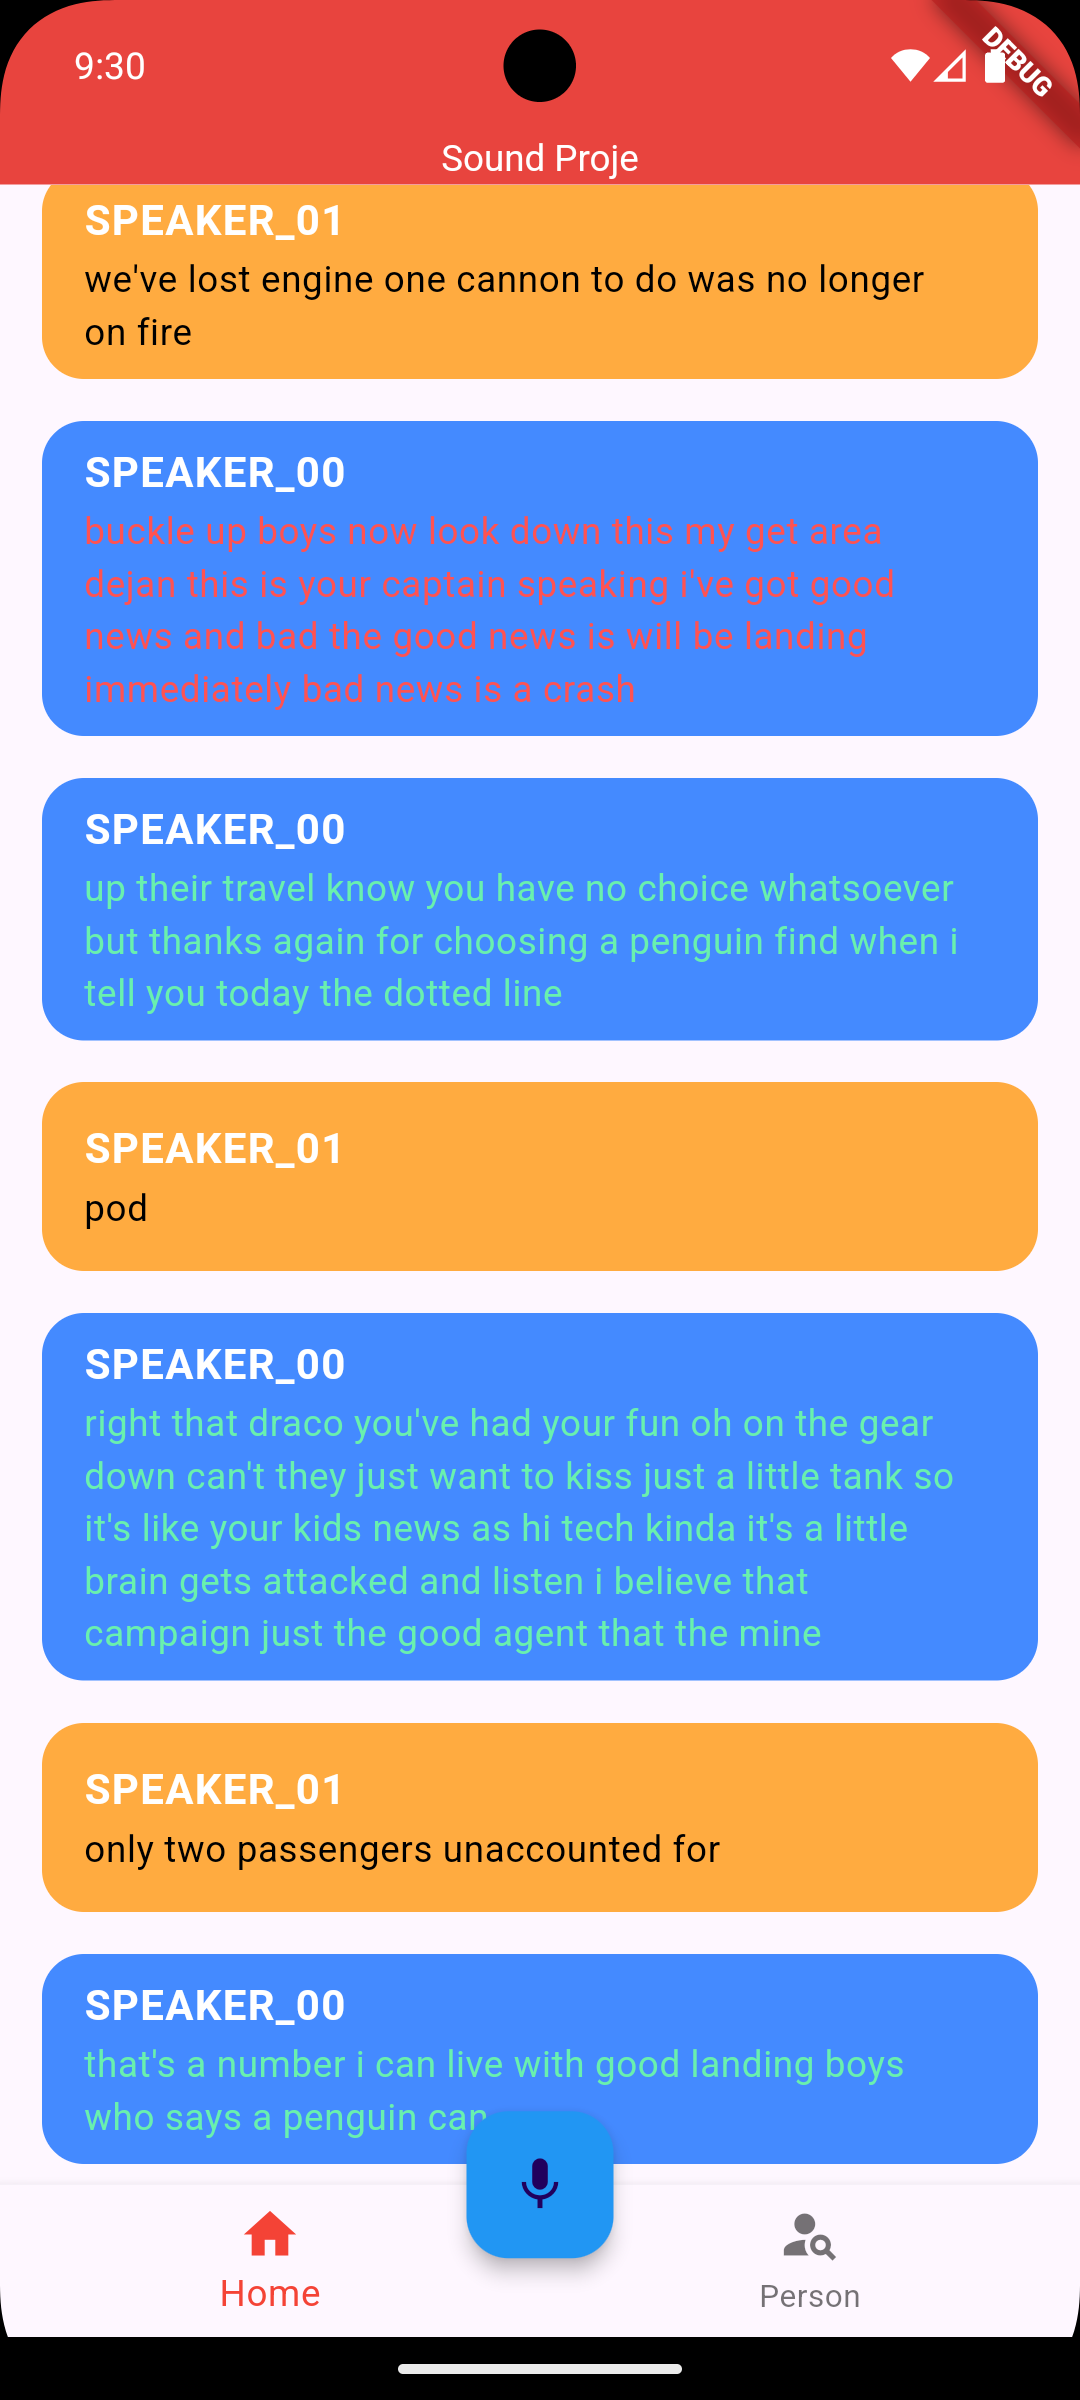 9:30
DEBUG
Sound Proje
SPEAKER_01
we've lost engine one cannon to do was no longer
on fire
SPEAKER_00
buckle up boys now look down this my get area
dejan this is your captain speaking i've got good
news and bad the good news is will be landing
immediately bad news is a crash
SPEAKER_00
up their travel know you have no choice whatsoever
but thanks again for choosing a penguin find when i
tell you today the dotted line
SPEAKER_01
pod
SPEAKER_00
right that draco you've had your fun oh on the gear
down can't they just want to kiss just a little tank so
it's like your kids news as hi tech kinda it's a little
brain gets attacked and listen i believe that
campaign just the good agent that the mine
SPEAKER_01
only two passengers unaccounted for
SPEAKER_00
that's a number i can live with good landing boys
who says a penguin can
Home
Person